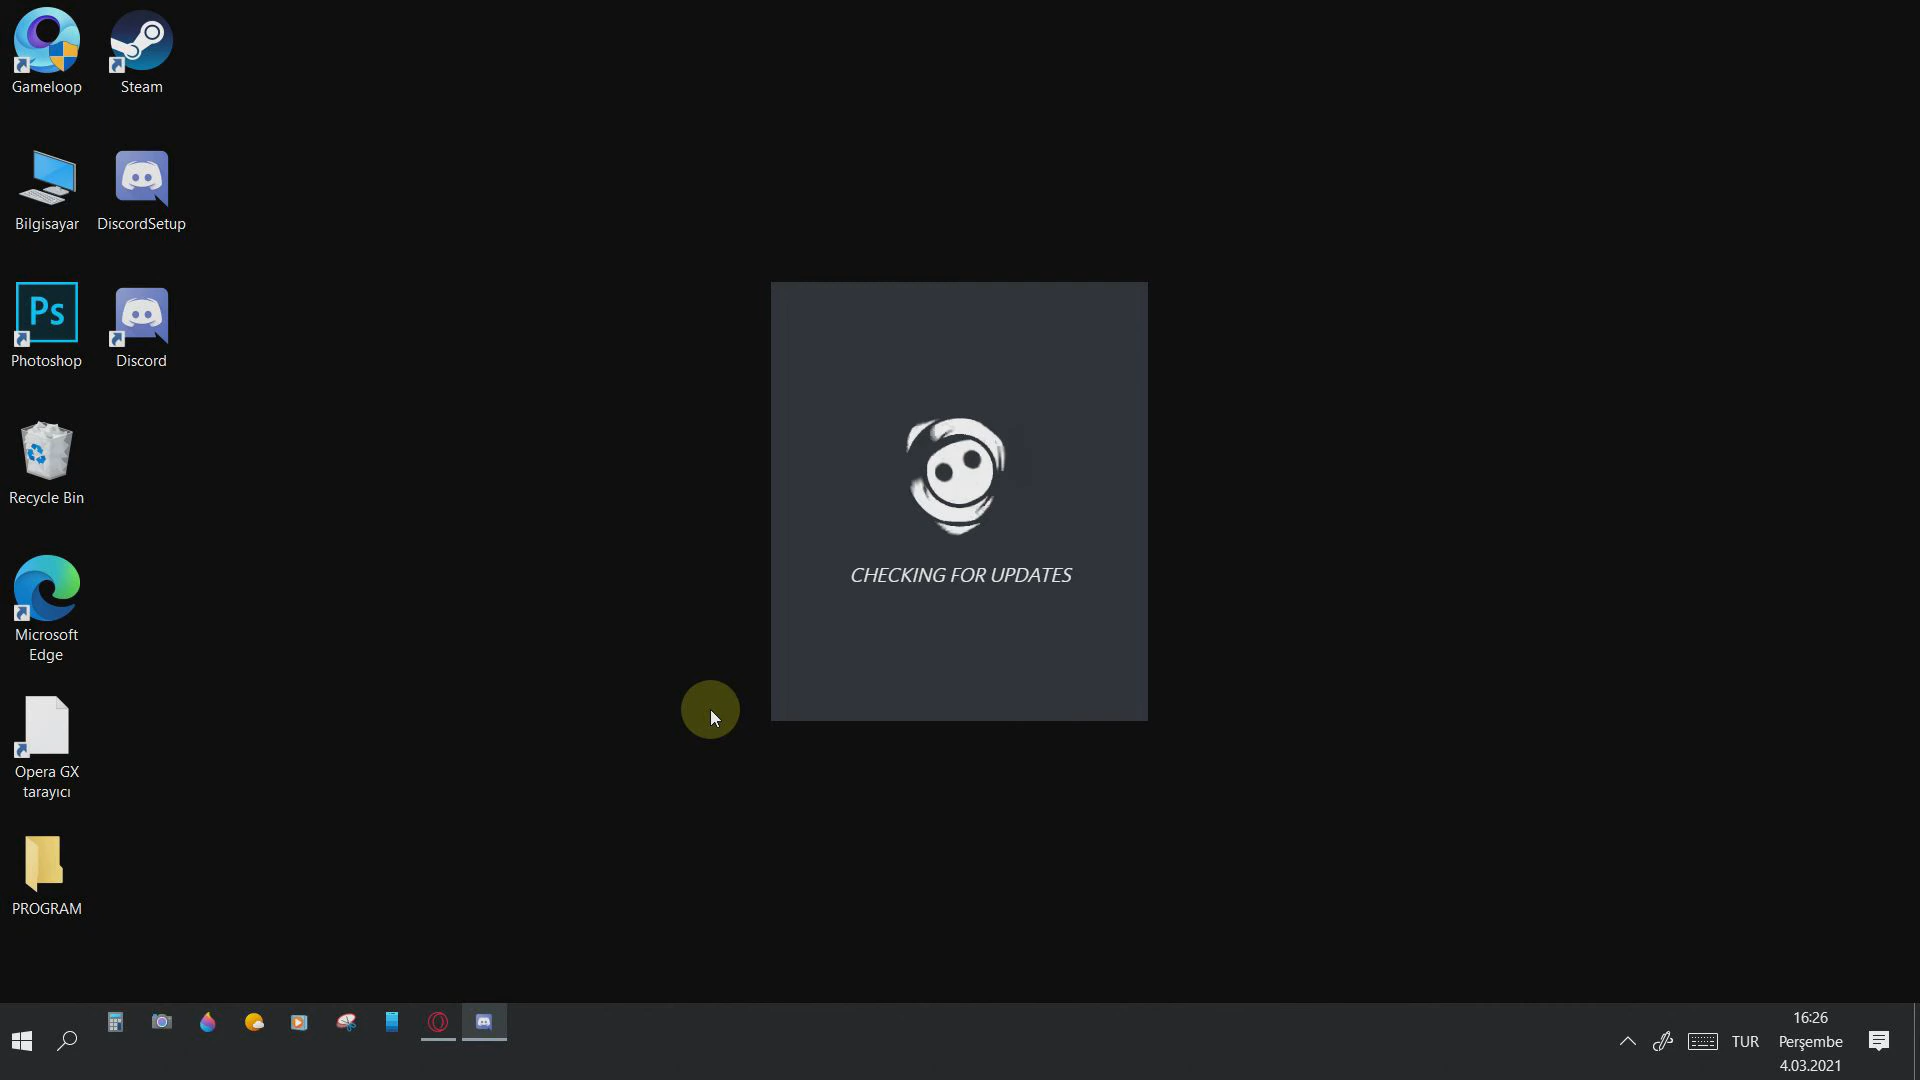 Gameloop
Steam
Bilgisayar
DiscordSetup
Ps
Photoshop
Discord
Recycle Bin
Microsoft
Edge
Opera GX
tarayıcı
PROGRAM
CHECKING FOR UPDATES
TUR
16:26
Perşembe
4.03.2021